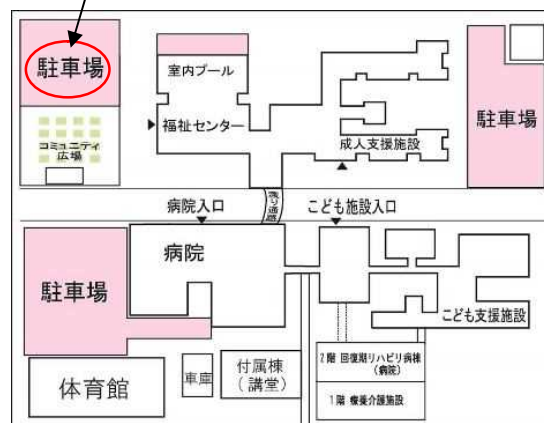 駐車場
室内プール
福祉センター
成人支援施設
駐車場
コミュニティ
広場
病院入口
渡り通路
こども施設入口
病院
駐車場
こども支援施設
2階 回復期リハビリ病棟
(病院)
1階 療養介護施設
体育館
車庫
付属棟
(講堂)